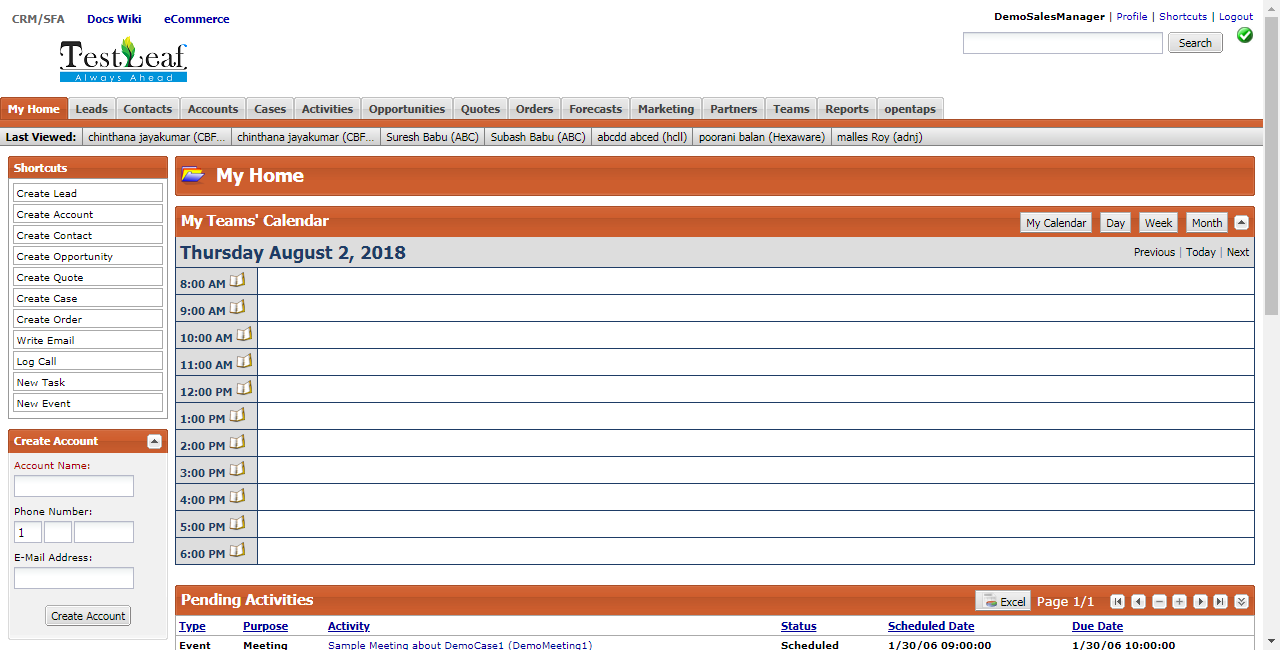 CRM/SFA Docs Wiki eCommerce
DemoSalesManager | Profile | Shortcuts | Logout
Search
TestLeaf
Always Ahead
My Home Leads Contacts Accounts Cases Activities Opportunities Quotes Orders Forecasts Marketing Partners Teams Reports opentaps
Last Viewed: chinthana jayakumar (CBF... chinthana jayakumar (CBF... Suresh Babu (ABC) Subash Babu (ABC) abcdd abced (hcll) poorani balan (Hexaware) malles Roy (adnj)
Shortcuts
Create Lead
Create Account
Create Contact
Create Opportunity
Create Quote
Create Case
Create Order
Write Email
Log Call
New Task
New Event
Create Account
Account Name:
Phone Number:
1
E-Mail Address:
Create Account
My Home
My Teams' Calendar My Calendar Day Week Month
Thursday August 2, 2018 Previous | Today | Next
8:00 AM
9:00 AM
10:00 AM
11:00 AM
12:00 PM
1:00 PM
2:00 PM
3:00 PM
4:00 PM
5:00 PM
6:00 PM
Pending Activities Excel Page 1/1
Type Purpose Activity Status Scheduled Date Due Date
Event Meeting Sample Meeting about DemoCase1 (DemoMeeting1) Scheduled 1/30/06 09:00:00 1/30/06 10:00:00